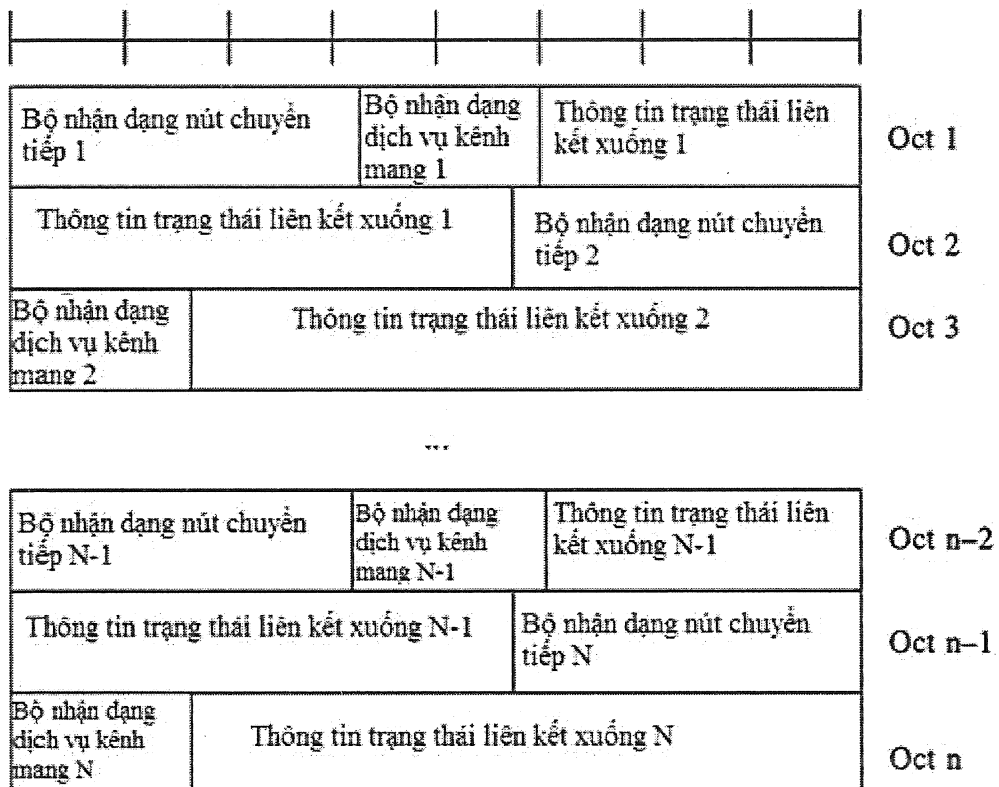 Bộ nhận dạng nút chuyển
tiếp 1
Bộ nhận dạng
dịch vụ kênh
mang 1
Thông tin trạng thái liên
kết xuống 1
Oct 1
Thông tin trạng thái liên kết xuống 1
Bộ nhận dạng nút chuyển
tiếp 2
Oct 2
Bộ nhận dạng
dịch vụ kênh
mang 2
Thông tin trạng thái liên kết xuống 2
Oct 3
...
Bộ nhận dạng nút chuyển
tiếp N-1
Bộ nhận dạng
dịch vụ kênh
mang N-1
Thông tin trạng thái liên
kết xuống N-1
Oct n–2
Thông tin trạng thái liên kết xuống N-1
Bộ nhận dạng nút chuyển
tiếp N
Oct n–1
Bộ nhận dạng
dịch vụ kênh
mang N
Thông tin trạng thái liên kết xuống N
Oct n